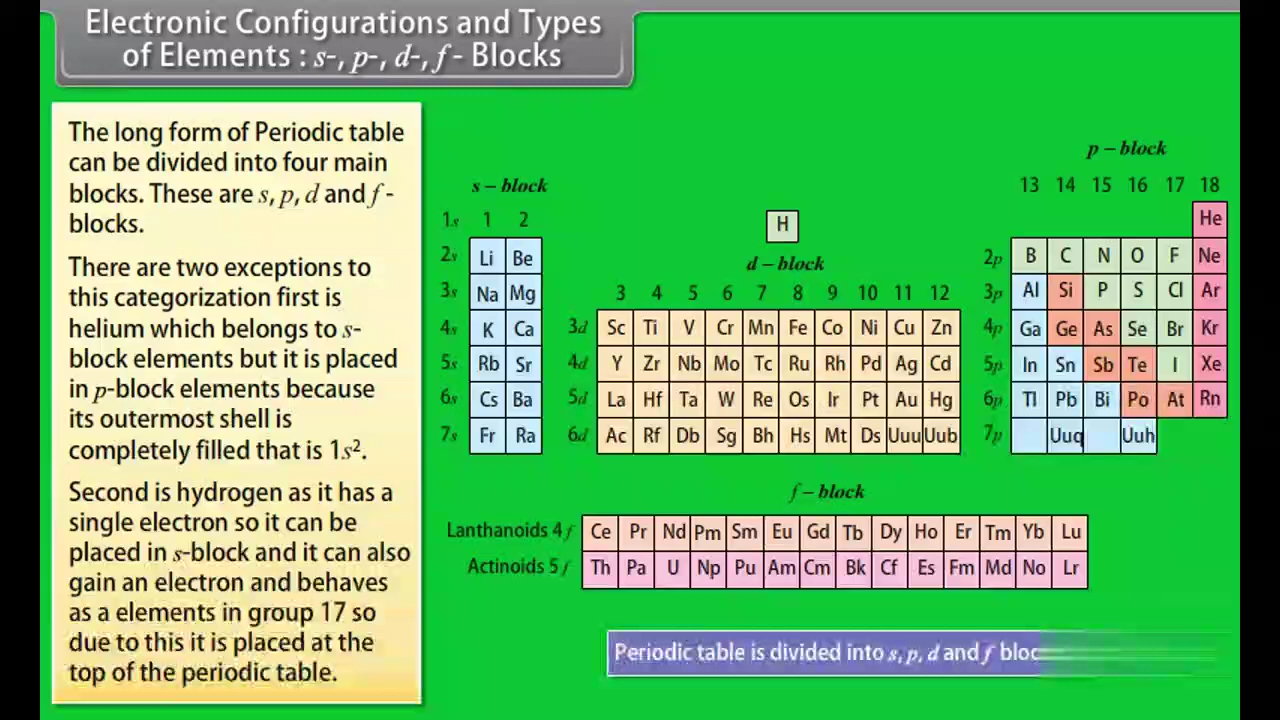 Electronic Configurations and Types
of Elements : s-, p-, d-, f - Blocks
The long form of Periodic table
can be divided into four main
blocks. These are s, p, d and f -
blocks.
There are two exceptions to
this categorization first is
helium which belongs to s-
block elements but it is placed
in p-block elements because
its outermost shell is
completely filled that is 1s².
Second is hydrogen as it has a
single electron so it can be
placed in s-block and it can also
gain an electron and behaves
as a elements in group 17 so
due to this it is placed at the
top of the periodic table.
s – block
1s 1 2
2s Li Be
3s Na Mg
4s K Ca
5s Rb Sr
6s Cs Ba
7s Fr Ra
H
d – block
3 4 5 6 7 8 9 10 11 12
3d Sc Ti V Cr Mn Fe Co Ni Cu Zn
4d Y Zr Nb Mo Tc Ru Rh Pd Ag Cd
5d La Hf Ta W Re Os Ir Pt Au Hg
6d Ac Rf Db Sg Bh Hs Mt Ds Uuu Uub
p – block
13 14 15 16 17 18
He
2p B C N O F Ne
3p Al Si P S Cl Ar
4p Ga Ge As Se Br Kr
5p In Sn Sb Te I Xe
6p Tl Pb Bi Po At Rn
7p Uuq Uuh
f – block
Lanthanoids 4f Ce Pr Nd Pm Sm Eu Gd Tb Dy Ho Er Tm Yb Lu
Actinoids 5f Th Pa U Np Pu Am Cm Bk Cf Es Fm Md No Lr
Periodic table is divided into s, p, d and f bloc